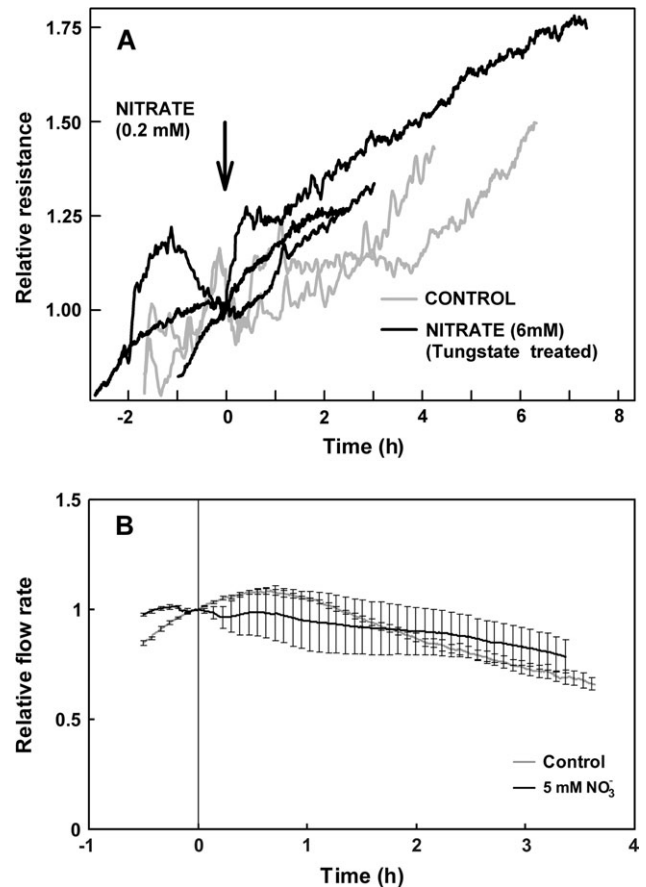 A
NITRATE
(0.2 mM)
Relative resistance
1.75
1.50
1.25
1.00
CONTROL
NITRATE (6mM)
(Tungstate treated)
-2 0 2 4 6 8
Time (h)
B
Relative flow rate
1.5
1
0.5
0
Control
5 mM NO₃⁻
-1 0 1 2 3 4
Time (h)